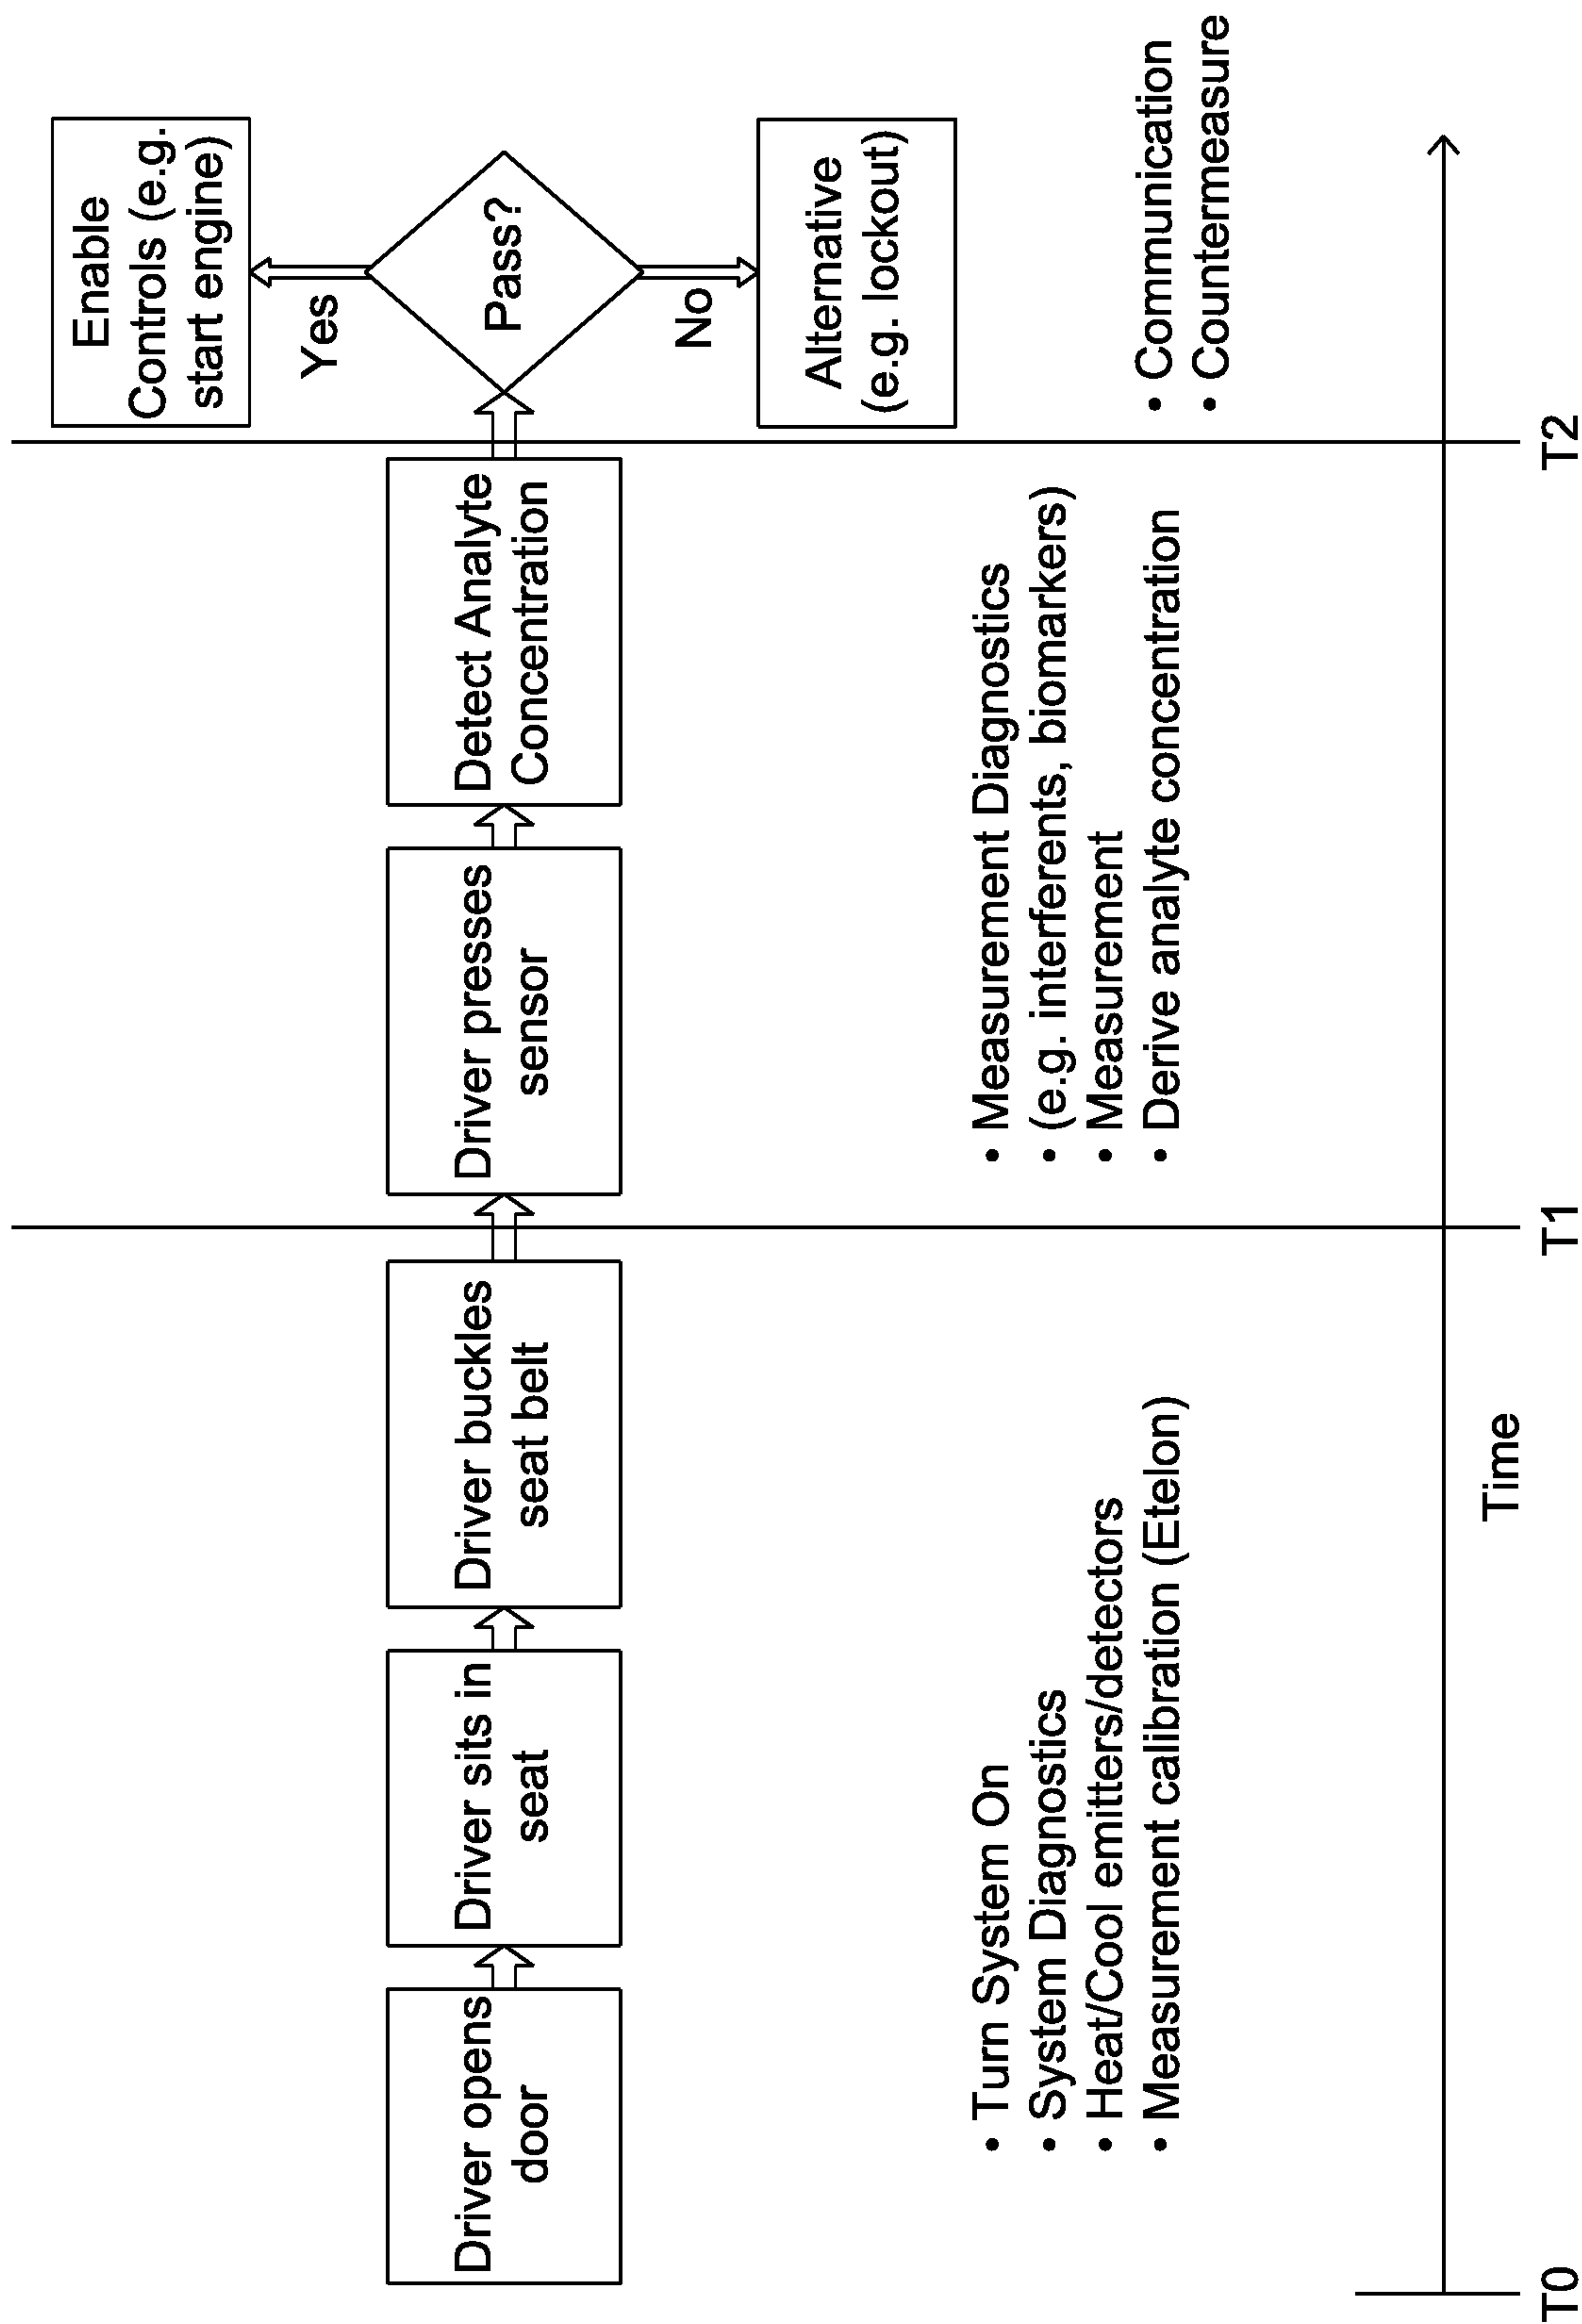 Driver opens
door
Driver sits in
seat
Driver buckles
seat belt
Driver presses
sensor
Detect Analyte
Concentration
Pass?
Yes
Enable
Controls (e.g.
start engine)
No
Alternative
(e.g. lockout)
• Turn System On
• System Diagnostics
• Heat/Cool emitters/detectors
• Measurement calibration (Etelon)
• Measurement Diagnostics
• (e.g. interferents, biomarkers)
• Measurement
• Derive analyte concentration
• Communication
• Countermeasure
Time
T0
T1
T2